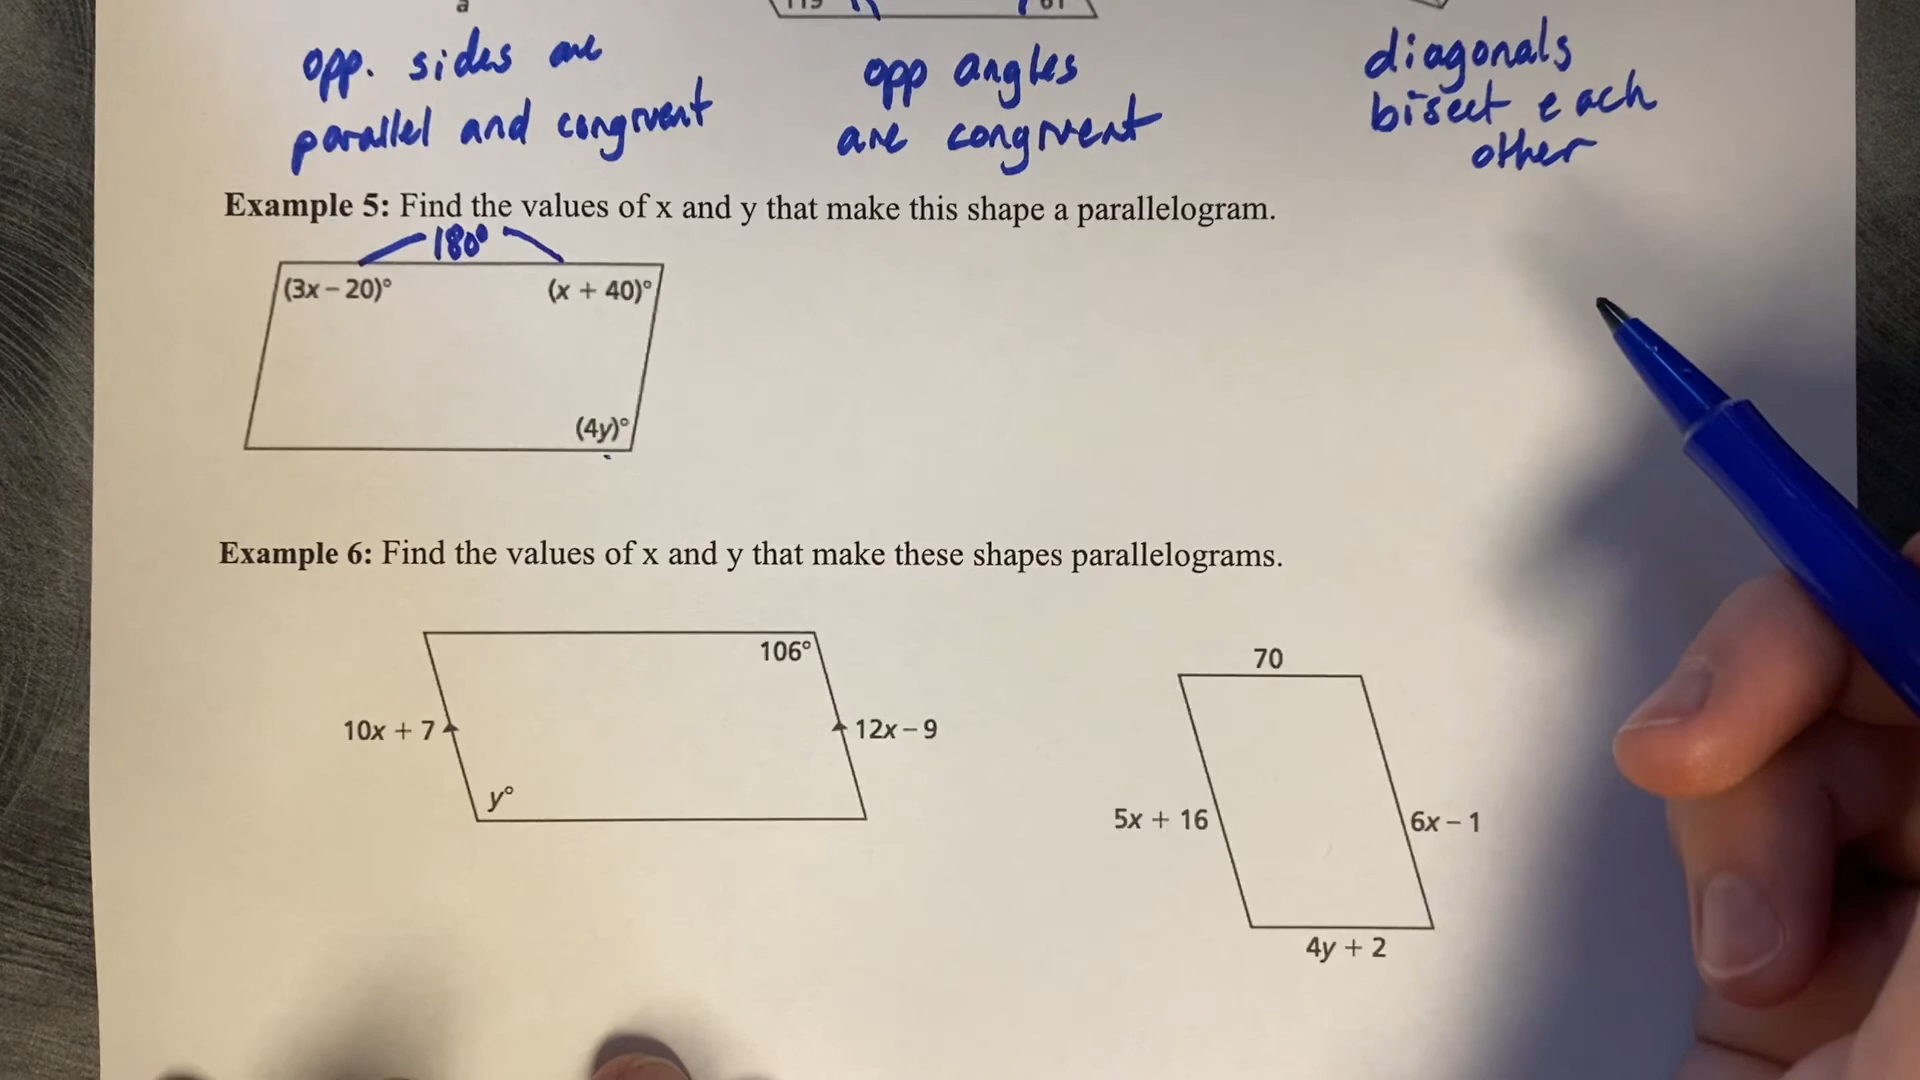 a
opp. sides are
parallel and congruent
opp angles
are congruent
diagonals
bisect each
other
Example 5: Find the values of x and y that make this shape a parallelogram.
180°
(3x – 20)°
(x + 40)°
(4y)°
Example 6: Find the values of x and y that make these shapes parallelograms.
106°
10x + 7
12x – 9
y°
70
5x + 16
6x – 1
4y + 2